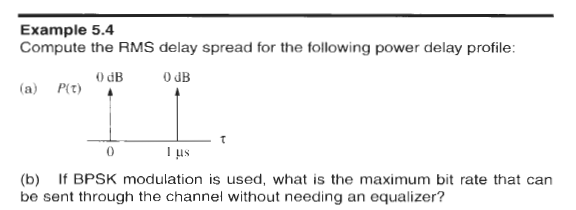 Example 5.4
Compute the RMS delay spread for the following power delay profile:
0 dB 0 dB
(a) P(τ)
τ
0 1 µs
(b) If BPSK modulation is used, what is the maximum bit rate that can
be sent through the channel without needing an equalizer?